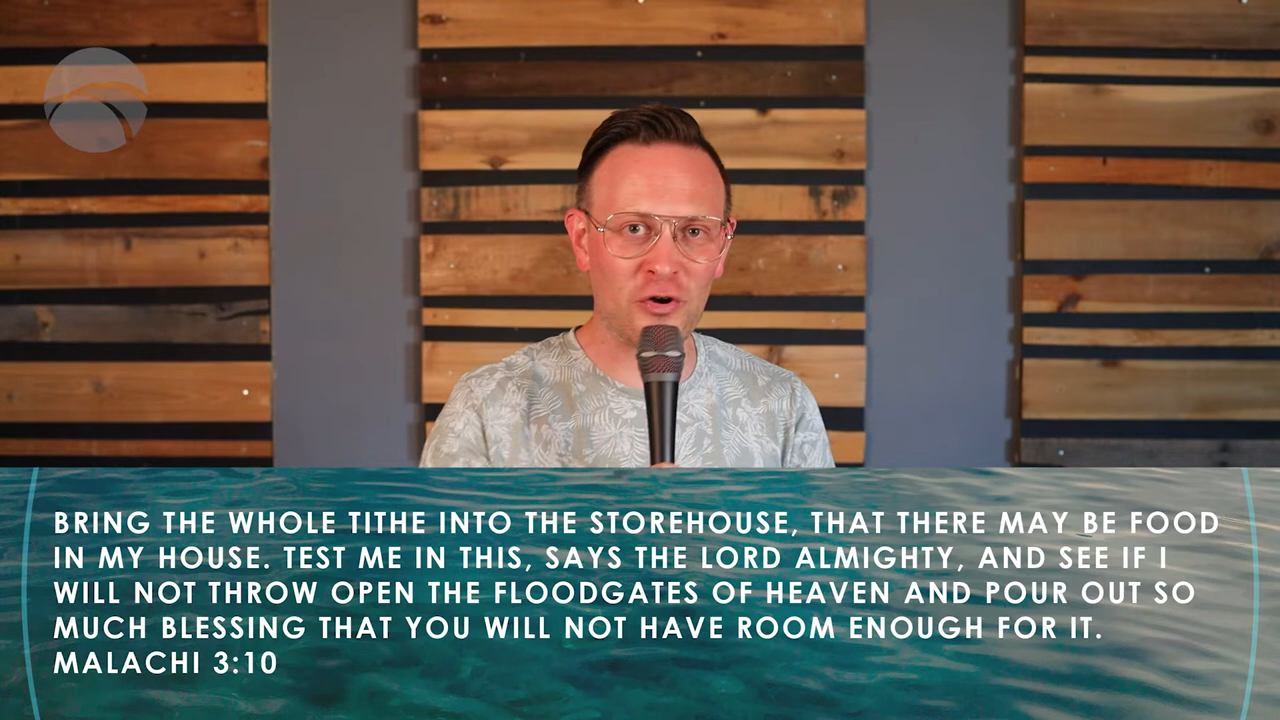 BRING THE WHOLE TITHE INTO THE STOREHOUSE, THAT THERE MAY BE FOOD
IN MY HOUSE. TEST ME IN THIS, SAYS THE LORD ALMIGHTY, AND SEE IF I
WILL NOT THROW OPEN THE FLOODGATES OF HEAVEN AND POUR OUT SO
MUCH BLESSING THAT YOU WILL NOT HAVE ROOM ENOUGH FOR IT.
MALACHI 3:10